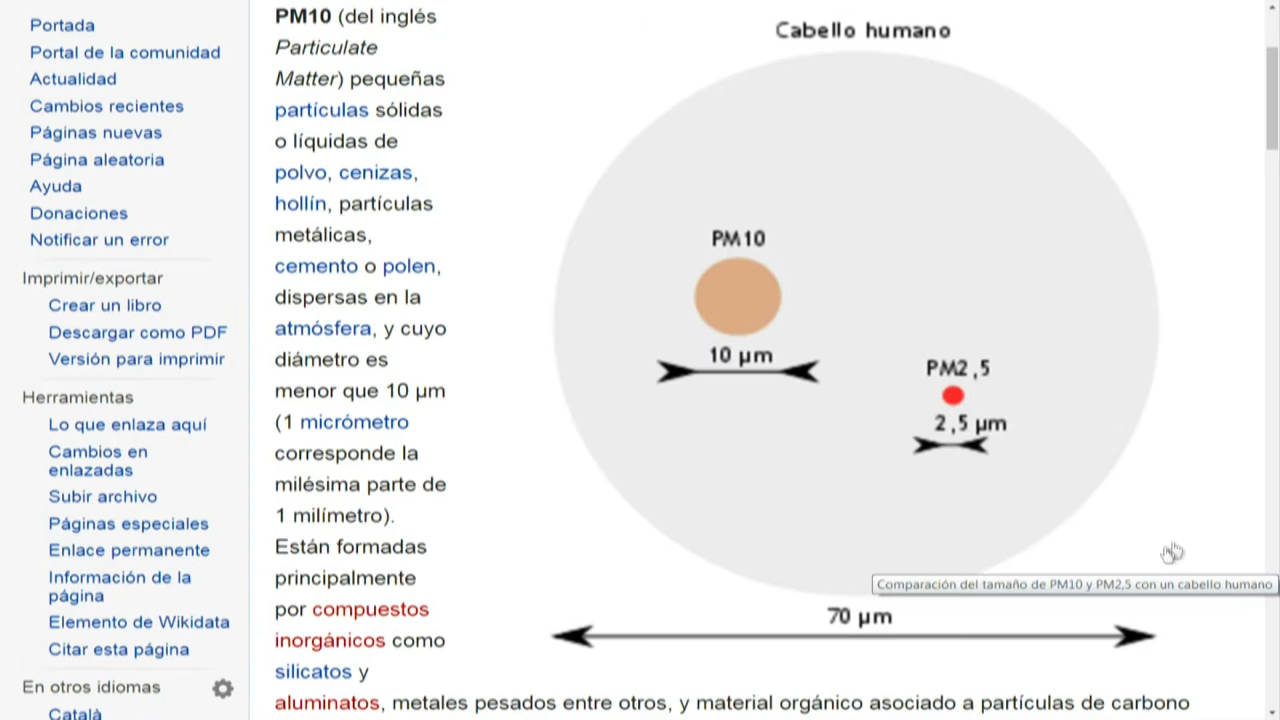 Portada
Portal de la comunidad
Actualidad
Cambios recientes
Páginas nuevas
Página aleatoria
Ayuda
Donaciones
Notificar un error
Imprimir/exportar
Crear un libro
Descargar como PDF
Versión para imprimir
Herramientas
Lo que enlaza aquí
Cambios en
enlazadas
Subir archivo
Páginas especiales
Enlace permanente
Información de la
página
Elemento de Wikidata
Citar esta página
En otros idiomas
Català
PM10 (del inglés
Particulate
Matter) pequeñas
partículas sólidas
o líquidas de
polvo, cenizas,
hollín, partículas
metálicas,
cemento o polen,
dispersas en la
atmósfera, y cuyo
diámetro es
menor que 10 µm
(1 micrómetro
corresponde la
milésima parte de
1 milímetro).
Están formadas
principalmente
por compuestos
inorgánicos como
silicatos y
aluminatos, metales pesados entre otros, y material orgánico asociado a partículas de carbono
Cabello humano
PM10
10 µm
PM2,5
2,5 µm
Comparación del tamaño de PM10 y PM2,5 con un cabello humano
70 µm